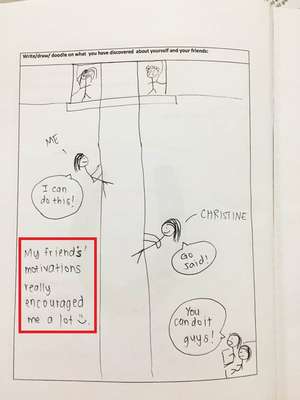 Write/draw/ doodle on what you have discovered about yourself and your friends:
ME
I can
do this!
CHRISTINE
Go
Said!
My friends'
motivations
really
encouraged
me a lot
You
can do it
guys!